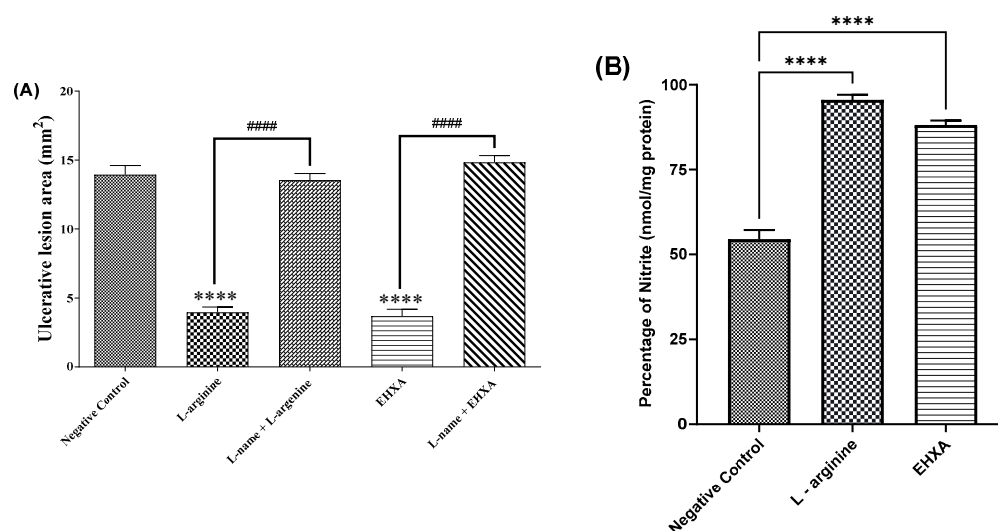 (A)
Ulcerative lesion area (mm²)
20
15
10
5
0
####
####
****
****
Negative Control
L-arginine
L-name + L-argenine
EHXA
L-name + EHXA
(B)
Percentage of Nitrite (nmol/mg protein)
100
75
50
25
0
****
****
Negative Control
L - arginine
EHXA